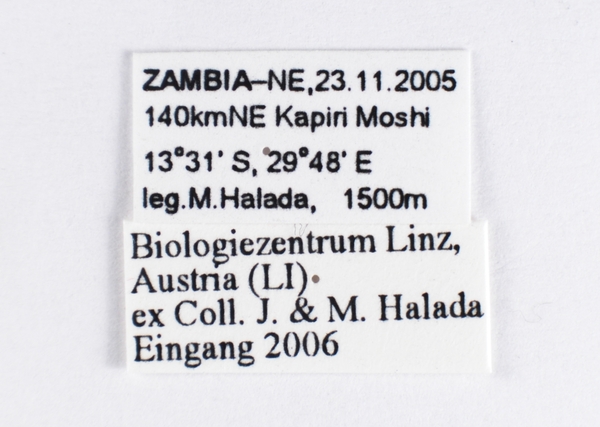 ZAMBIA–NE,23.11.2005
140kmNE Kapiri Moshi
13°31' S, 29°48' E
leg.M.Halada, 1500m
Biologiezentrum Linz,
Austria (LI)
ex Coll. J. & M. Halada
Eingang 2006